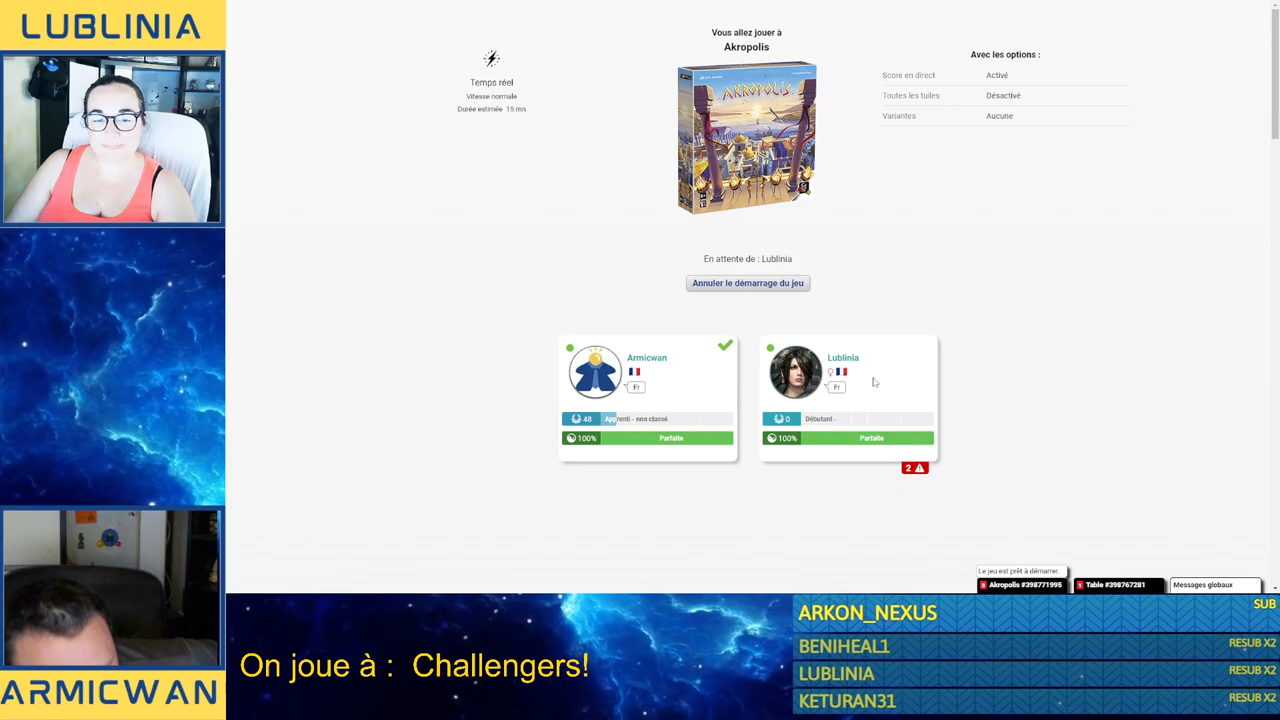 LUBLINIA
Vous allez jouer à
Akropolis
Temps réel
Vitesse normale
Durée estimée 15 mn
AKROPOLIS
Avec les options :
Score en direct Activé
Toutes les tuiles Désactivé
Variantes Aucune
En attente de : Lublinia
Annuler le démarrage du jeu
Armicwan
Fr
48 Apprenti - non classé
100% Parfaite
Lublinia
Fr
0 Débutant -
100% Parfaite
2
Le jeu est prêt à démarrer.
3 Akropolis #398771995
1 Table #398767281
Messages globaux
ARMICWAN
On joue à : Challengers!
ARKON_NEXUS SUB
BENIHEAL1 RESUB X2
LUBLINIA RESUB X2
KETURAN31 RESUB X2